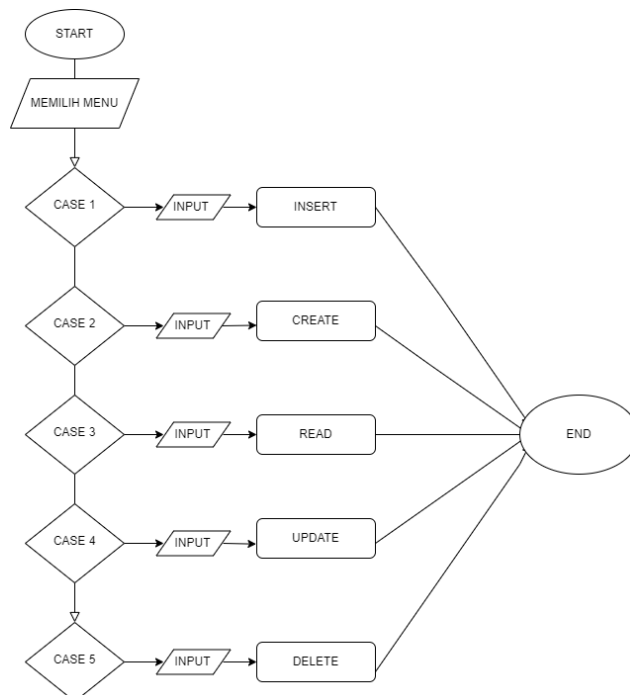 START
MEMILIH MENU
CASE 1
INPUT
INSERT
CASE 2
INPUT
CREATE
CASE 3
INPUT
READ
END
CASE 4
INPUT
UPDATE
CASE 5
INPUT
DELETE